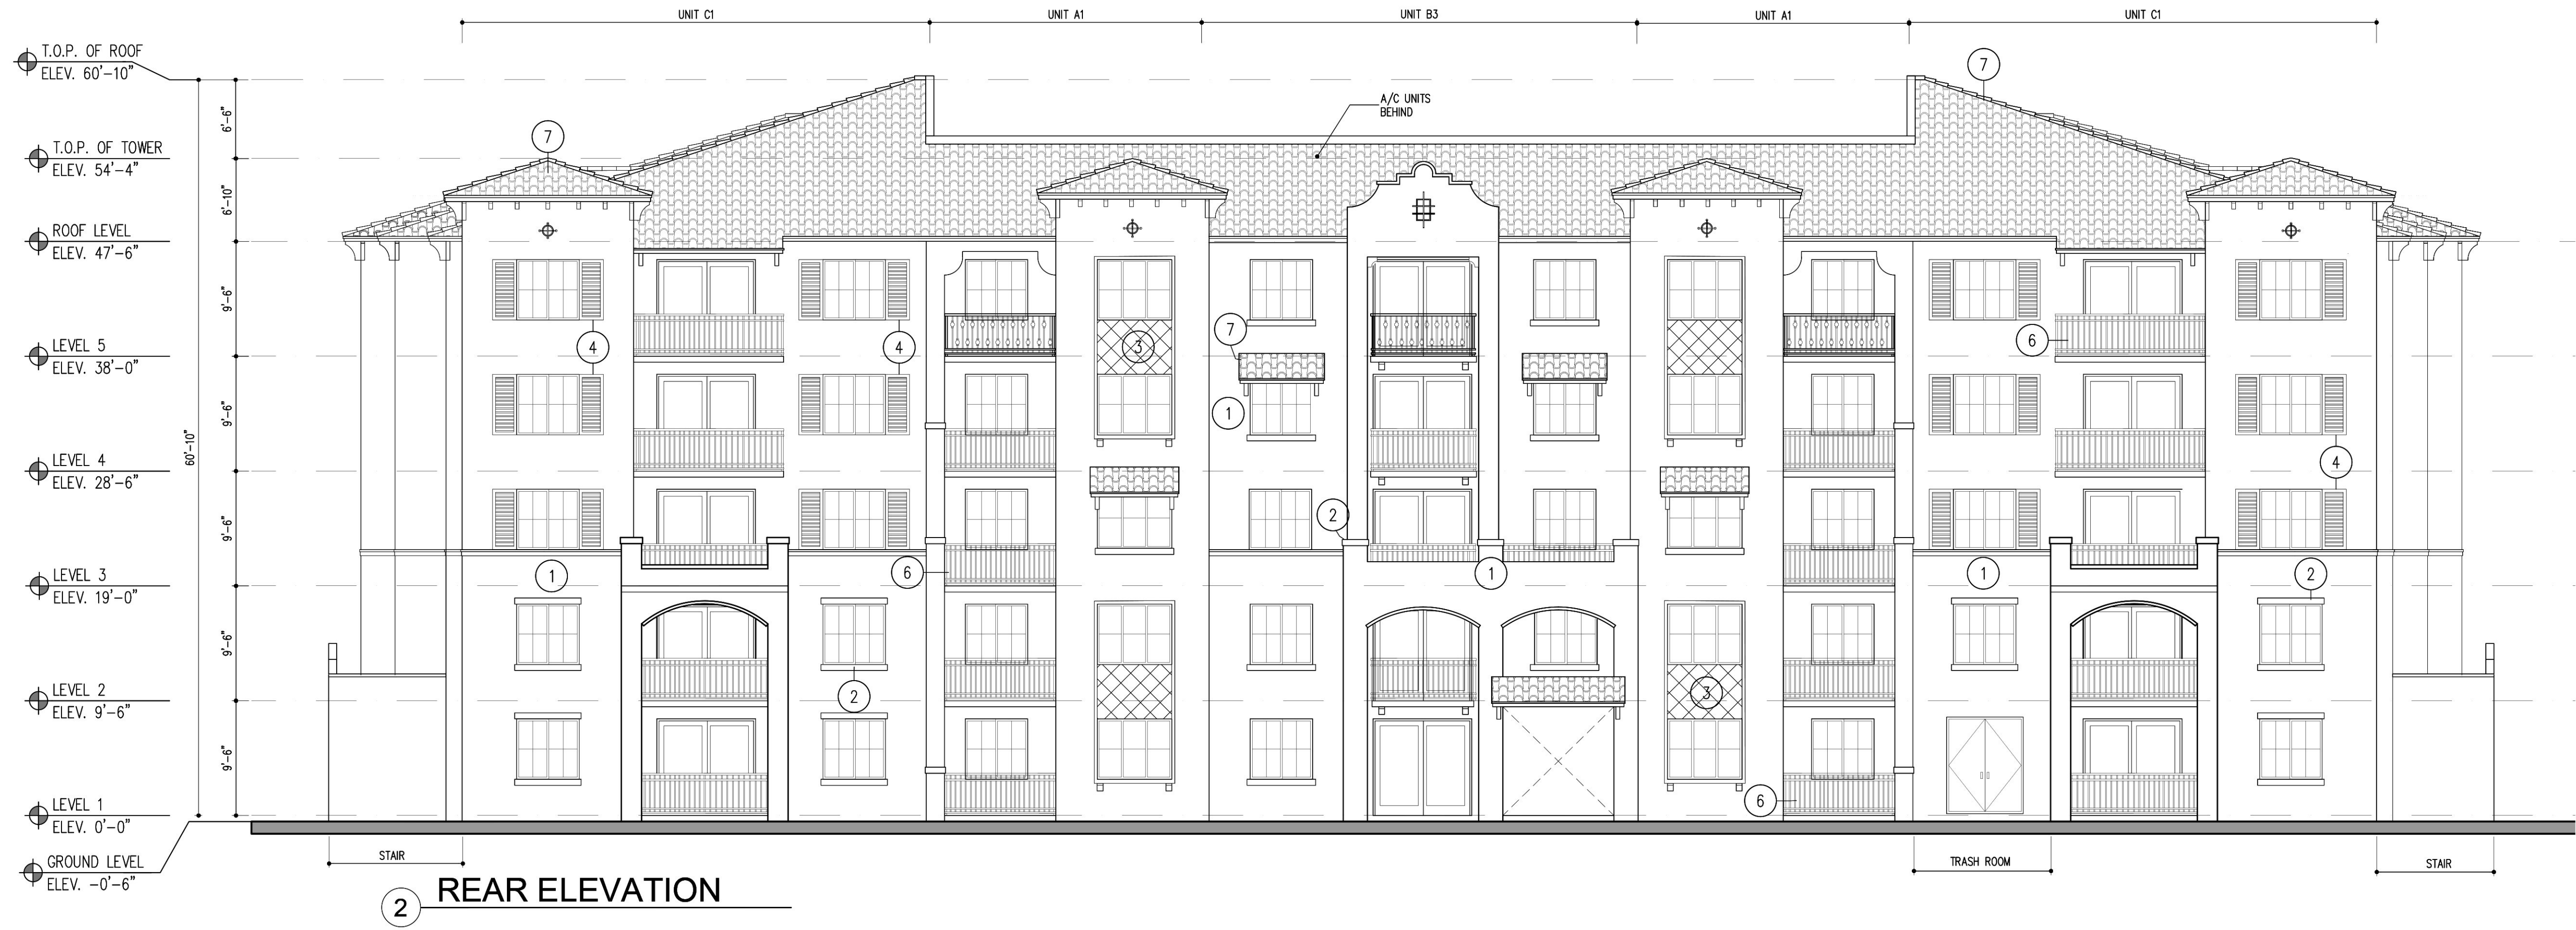 UNIT C1
UNIT A1
UNIT B3
UNIT A1
UNIT C1
T.O.P. OF ROOF
ELEV. 60'-10"
T.O.P. OF TOWER
ELEV. 54'-4"
ROOF LEVEL
ELEV. 47'-6"
LEVEL 5
ELEV. 38'-0"
LEVEL 4
ELEV. 28'-6"
LEVEL 3
ELEV. 19'-0"
LEVEL 2
ELEV. 9'-6"
LEVEL 1
ELEV. 0'-0"
GROUND LEVEL
ELEV. -0'-6"
60'-10"
6'-6"
6'-10"
9'-6"
9'-6"
9'-6"
9'-6"
9'-6"
A/C UNITS
BEHIND
7
7
4
4
3
7
6
1
4
2
1
6
1
1
2
2
3
6
STAIR
TRASH ROOM
STAIR
2
REAR ELEVATION